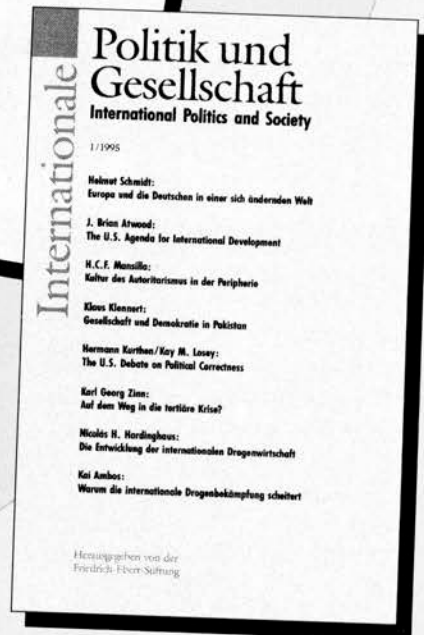 Internationale
Politik und
Gesellschaft
International Politics and Society
1/1995
Helmut Schmidt:
Europa und die Deutschen in einer sich ändernden Welt
J. Brian Atwood:
The U.S. Agenda for International Development
H.C.F. Mansilla:
Kultur des Autoritarismus in der Peripherie
Klaus Klennert:
Gesellschaft und Demokratie in Pakistan
Hermann Kurthen/Kay M. Losey:
The U.S. Debate on Political Correctness
Karl Georg Zinn:
Auf dem Weg in die tertiäre Krise?
Nicolás H. Hardinghaus:
Die Entwicklung der internationalen Drogenwirtschaft
Kai Ambos:
Warum die internationale Drogenbekämpfung scheitert
Herausgegeben von der
Friedrich-Ebert-Stiftung